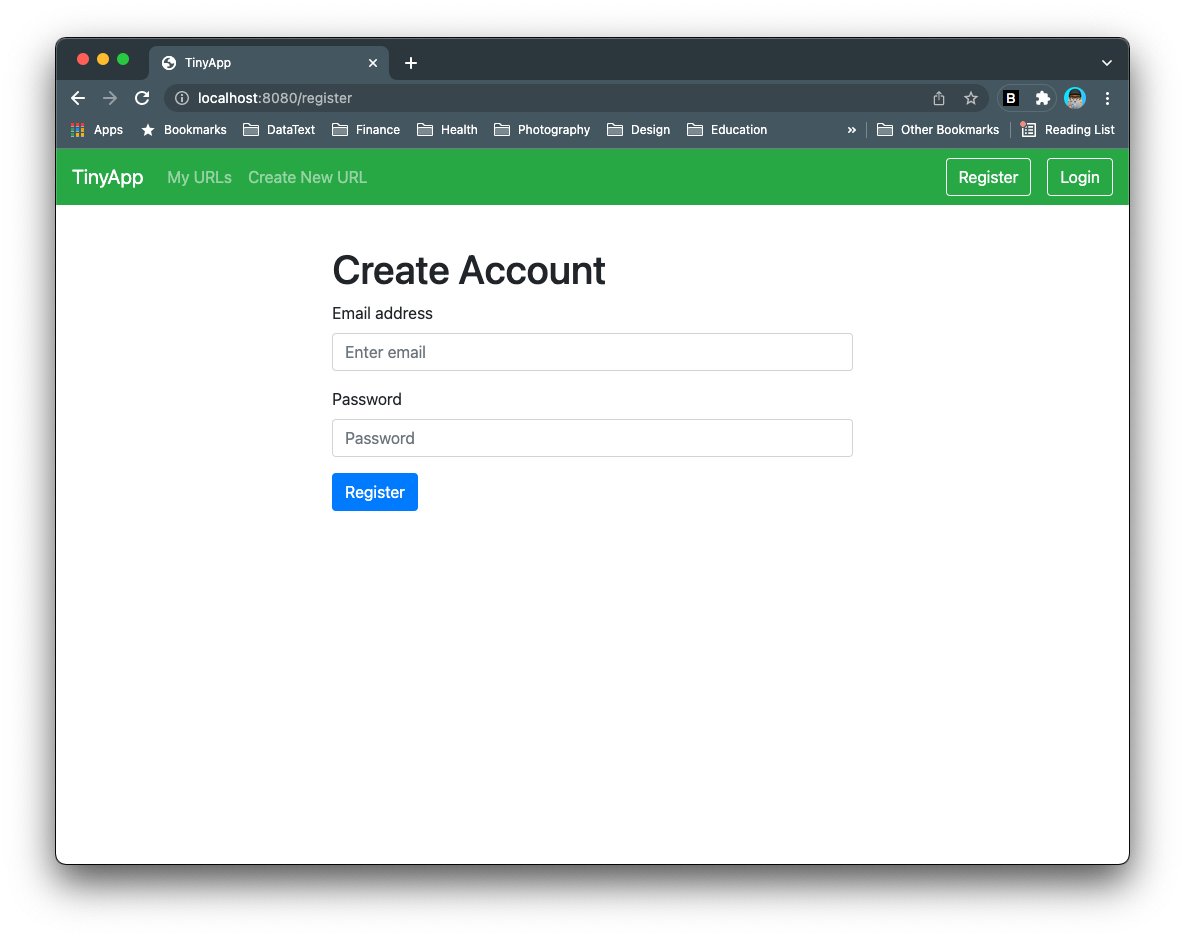 TinyApp
localhost:8080/register
B
Apps Bookmarks DataText Finance Health Photography Design Education » Other Bookmarks Reading List
TinyApp My URLs Create New URL Register Login
Create Account
Email address
Enter email
Password
Password
Register